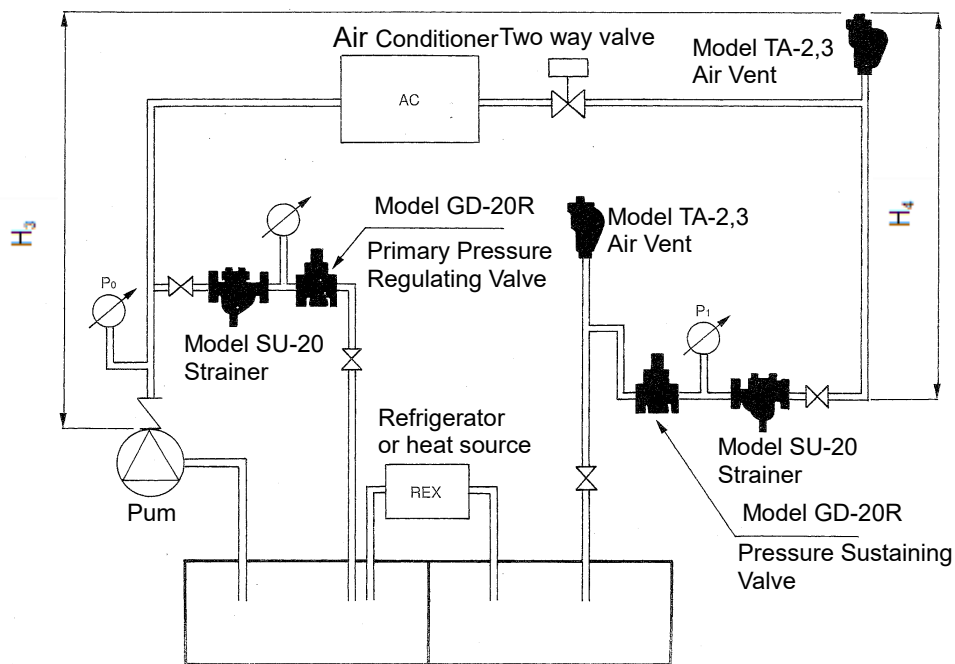 Air Conditioner Two way valve
Model TA-2,3
Air Vent
AC
H₃
H₄
Model GD-20R
Primary Pressure
Regulating Valve
Model TA-2,3
Air Vent
P₀
P₁
Model SU-20
Strainer
Refrigerator
or heat source
REX
Model SU-20
Strainer
Pum
Model GD-20R
Pressure Sustaining
Valve